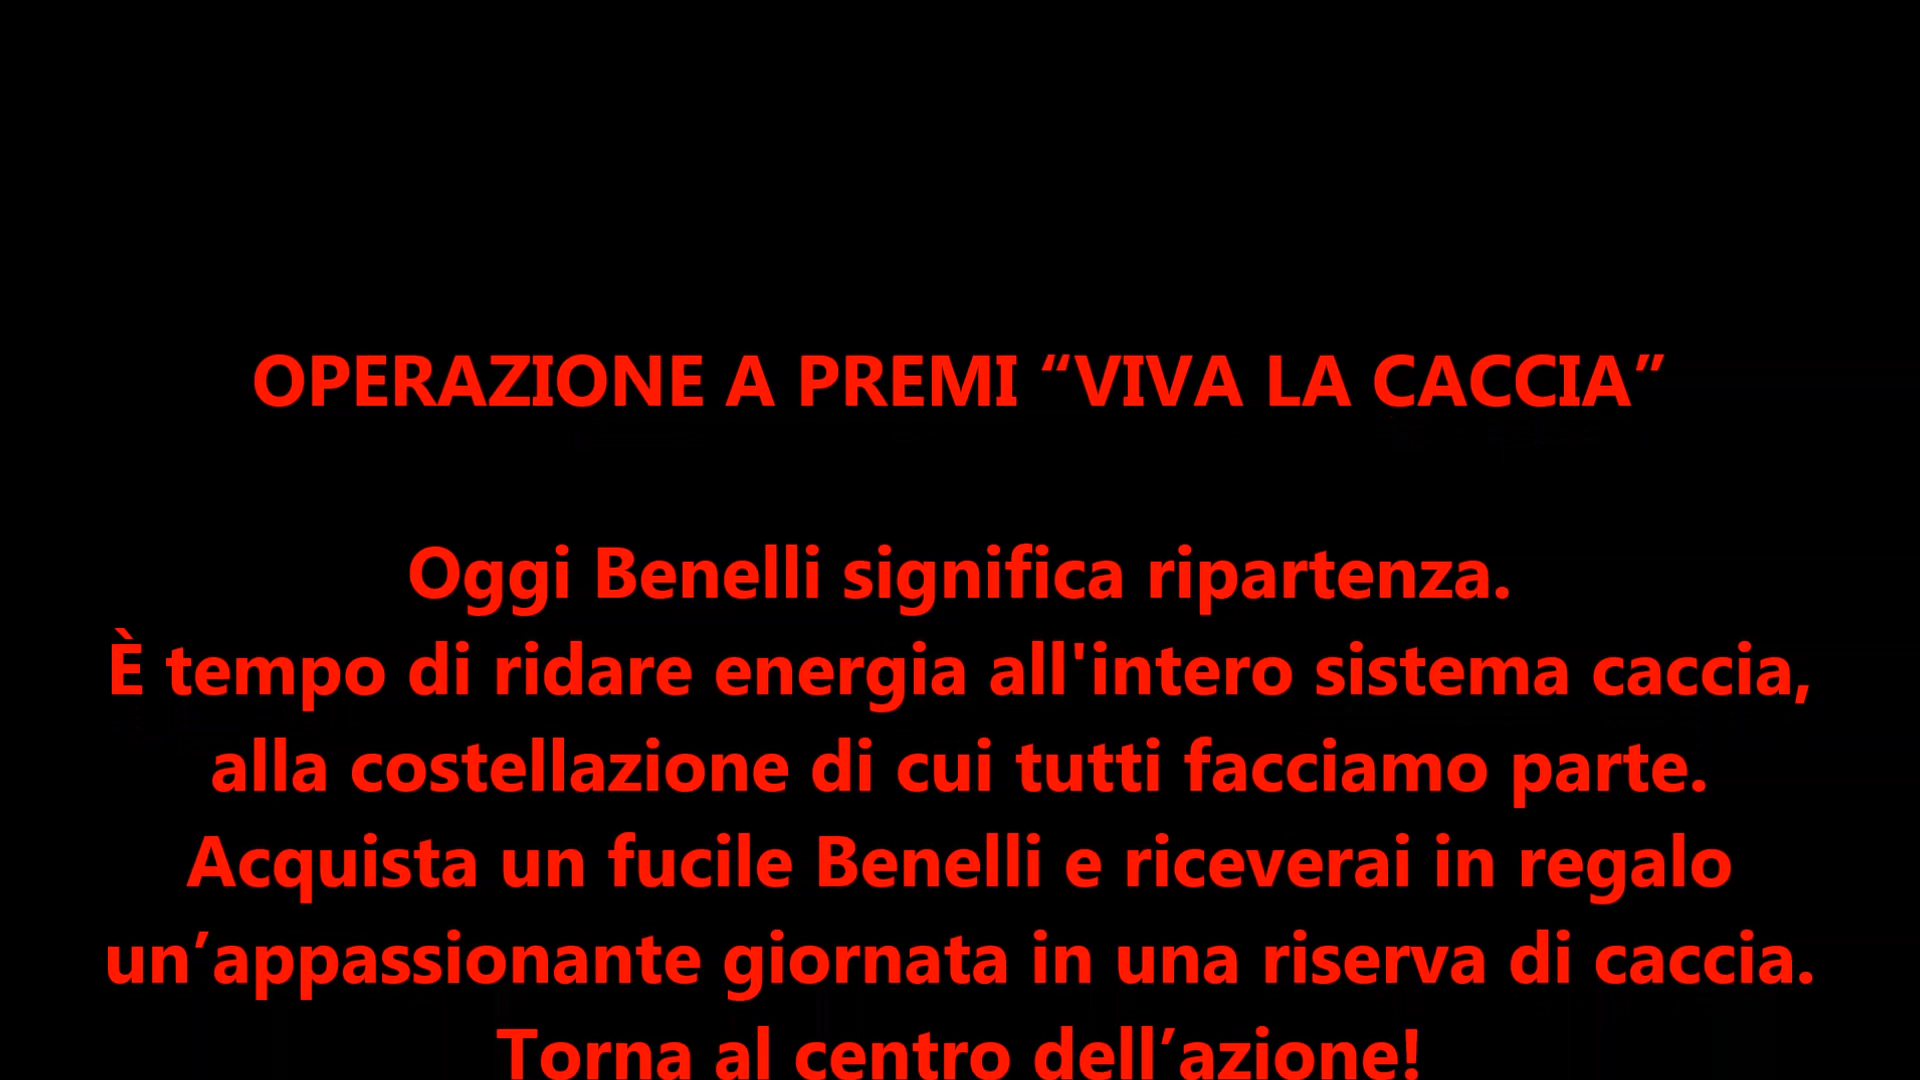 OPERAZIONE A PREMI “VIVA LA CACCIA”
Oggi Benelli significa ripartenza.
È tempo di ridare energia all'intero sistema caccia,
alla costellazione di cui tutti facciamo parte.
Acquista un fucile Benelli e riceverai in regalo
un’appassionante giornata in una riserva di caccia.
Torna al centro dell’azione!